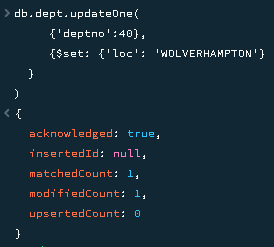 > db.dept.updateOne(
{'deptno':40},
{$set: {'loc': 'WOLVERHAMPTON'}
}
)
< {
acknowledged: true,
insertedId: null,
matchedCount: 1,
modifiedCount: 1,
upsertedCount: 0
}